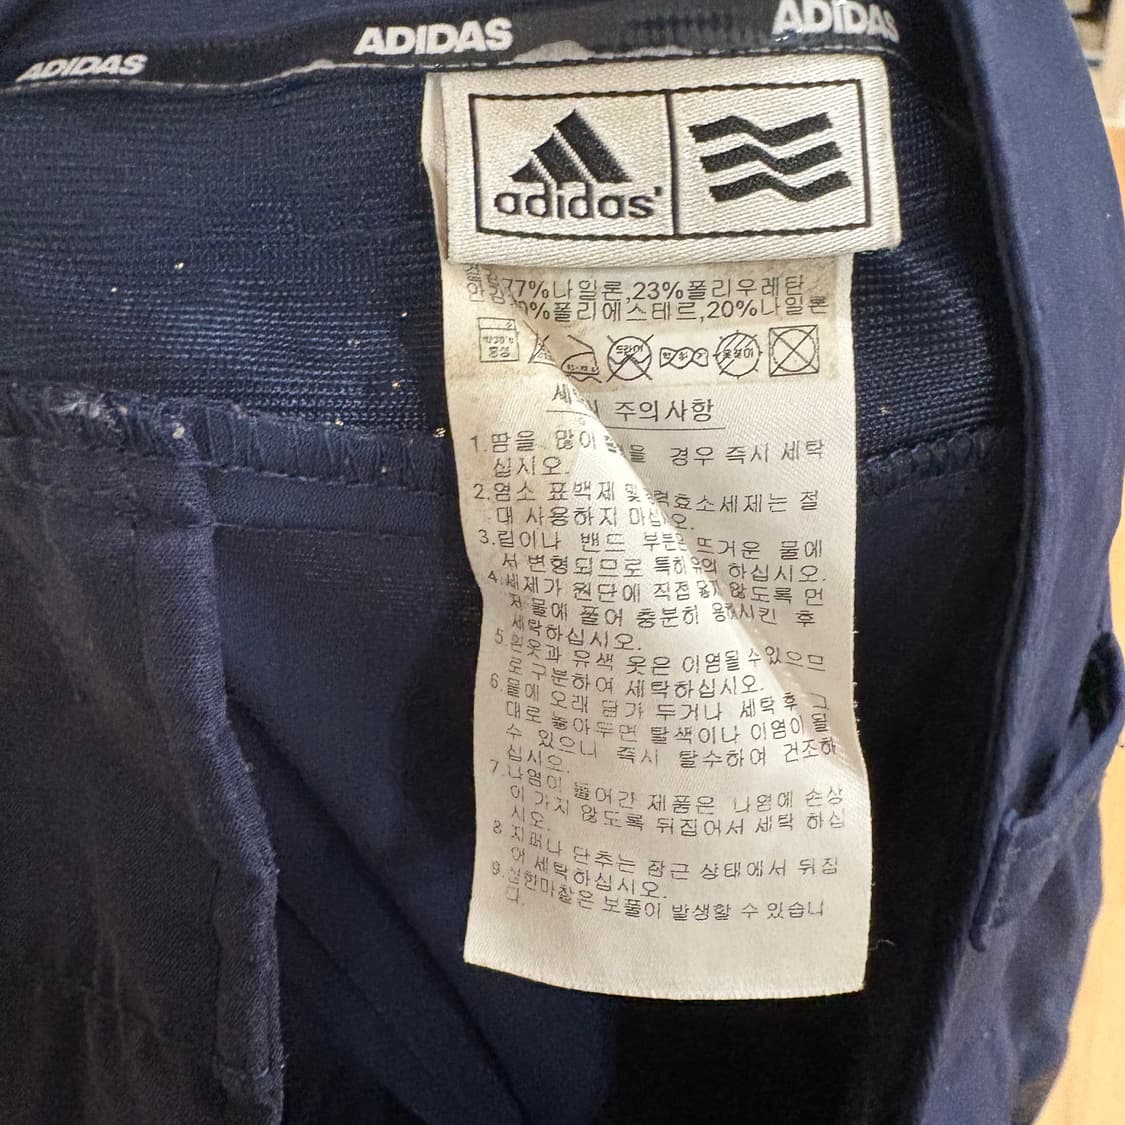 ADIDAS ADIDAS ADIDAS
adidas
77%나일론,23%폴리우레탄
폴리에스테르,20%나일론
중성
드라이
주의사항
1.땀을 많이 경우 즉시 세탁
십시오.
2.염소 표백제 및 효소세제는 절
대 사용하지 마십시오.
3.립이나 밴드 부분은 뜨거운 물에
서 변형되므로 특히 유의 하십시오.
4.세제가 원단에 직접 닿지 않도록 먼
저 물에 풀어 충분히 용해시킨 후
세탁하십시오.
5.흰옷과 유색 옷은 이염될 수 있으므
로 구분하여 세탁하십시오.
6.물에 오래 담가 두거나 세탁 후 그
대로 놓아두면 탈색이나 이염이 될
수 있으니 즉시 탈수하여 건조하
십시오.
7.나염이 들어간 제품은 나염에 손상
이 가지 않도록 뒤집어서 세탁 하십
시오.
8.지퍼나 단추는 잠근 상태에서 뒤집
어 세탁하십시오.
9.심한마찰은 보풀이 발생할 수 있습니
다.